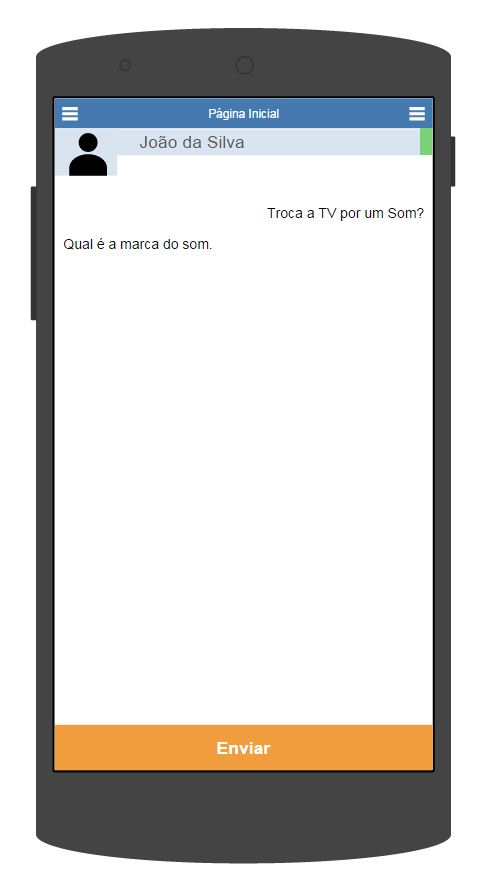 Página Inicial
João da Silva
Troca a TV por um Som?
Qual é a marca do som.
Enviar